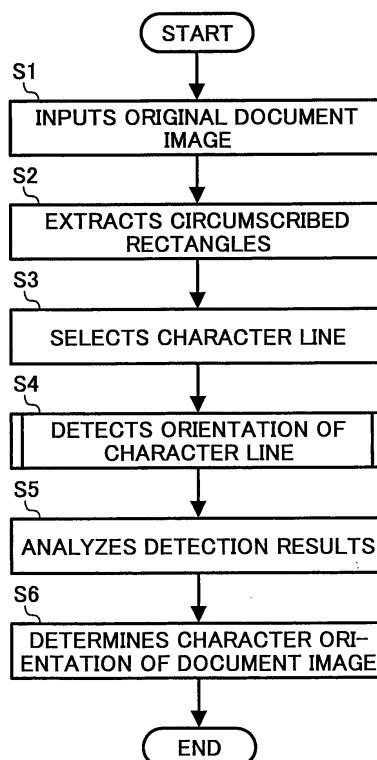 START
S1
INPUTS ORIGINAL DOCUMENT
IMAGE
S2
EXTRACTS CIRCUMSCRIBED
RECTANGLES
S3
SELECTS CHARACTER LINE
S4
DETECTS ORIENTATION OF
CHARACTER LINE
S5
ANALYZES DETECTION RESULTS
S6
DETERMINES CHARACTER ORI-
ENTATION OF DOCUMENT IMAGE
END